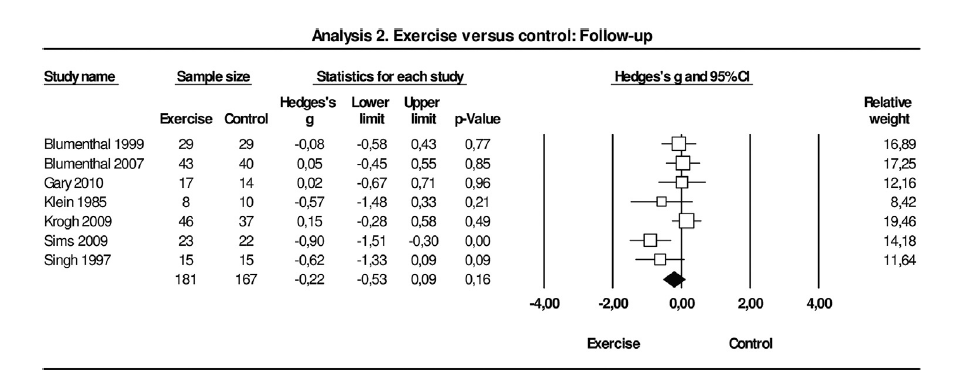 Analysis 2. Exercise versus control: Follow-up
Study name Sample size Statistics for each study Hedges's g and 95%CI
Hedges's Lower Upper Relative
Exercise Control g limit limit p-Value weight
Blumenthal 1999 29 29 -0,08 -0,58 0,43 0,77 16,89
Blumenthal 2007 43 40 0,05 -0,45 0,55 0,85 17,25
Gary 2010 17 14 0,02 -0,67 0,71 0,96 12,16
Klein 1985 8 10 -0,57 -1,48 0,33 0,21 8,42
Krogh 2009 46 37 0,15 -0,28 0,58 0,49 19,46
Sims 2009 23 22 -0,90 -1,51 -0,30 0,00 14,18
Singh 1997 15 15 -0,62 -1,33 0,09 0,09 11,64
181 167 -0,22 -0,53 0,09 0,16
-4,00 -2,00 0,00 2,00 4,00
Exercise Control